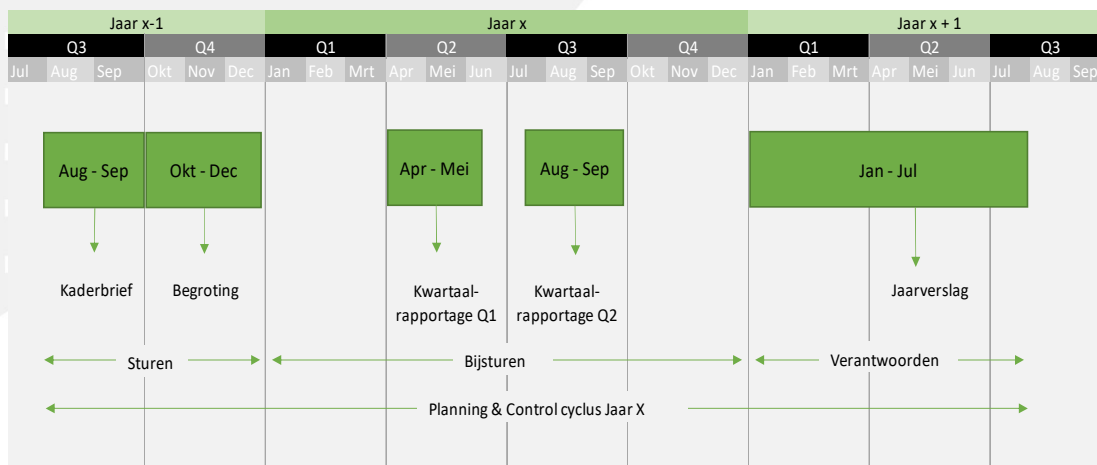 Jaar x-1 Jaar x Jaar x + 1
Q3 Q4 Q1 Q2 Q3 Q4 Q1 Q2 Q3
Jul Aug Sep Okt Nov Dec Jan Feb Mrt Apr Mei Jun Jul Aug Sep Okt Nov Dec Jan Feb Mrt Apr Mei Jun Jul Aug Sep
Aug - Sep Okt - Dec Apr - Mei Aug - Sep Jan - Jul
Kaderbrief Begroting Kwartaal- Kwartaal- Jaarverslag
rapportage Q1 rapportage Q2
Sturen Bijsturen Verantwoorden
Planning & Control cyclus Jaar X